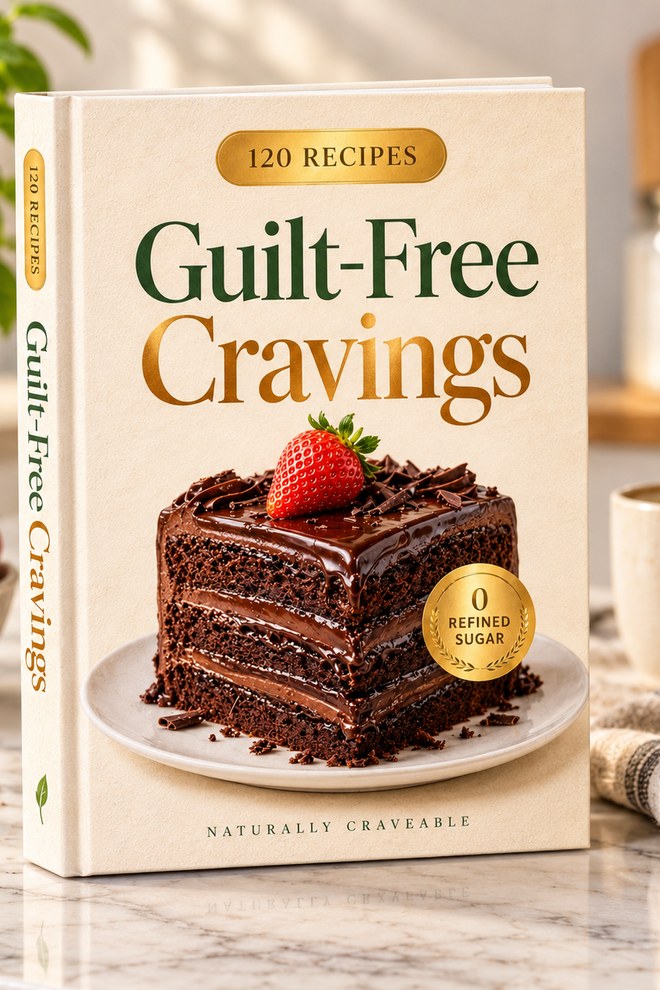 120 RECIPES
Guilt-Free
Cravings
0
REFINED
SUGAR
NATURALLY CRAVEABLE
120 RECIPES
Guilt-Free Cravings